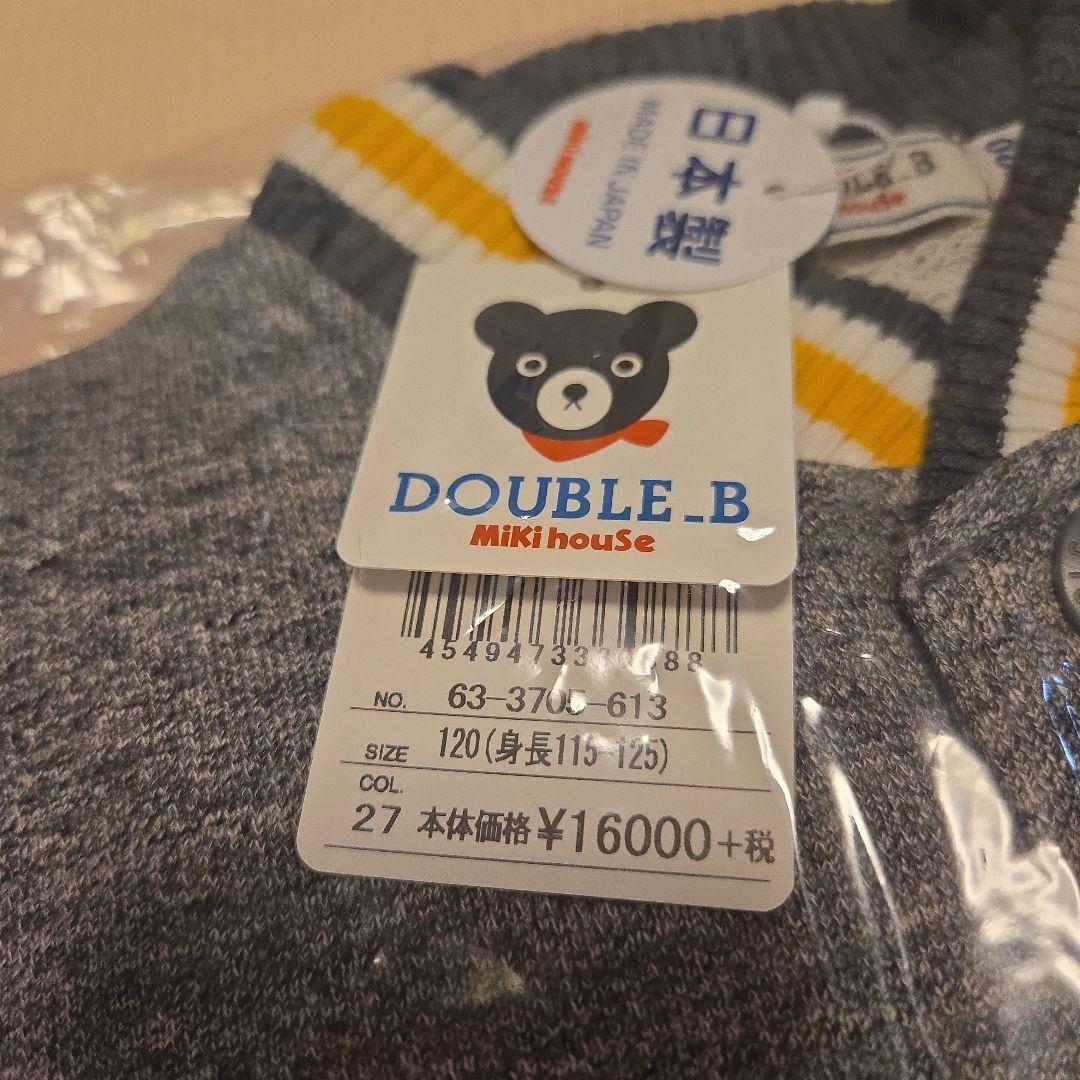 日本製
MADE IN JAPAN
MiKi HOUSE
DOUBLE_B
MiKi houSe
NO. 63-3705-613
SIZE 120(身長115-125)
COL.
27 本体価格¥16000+税